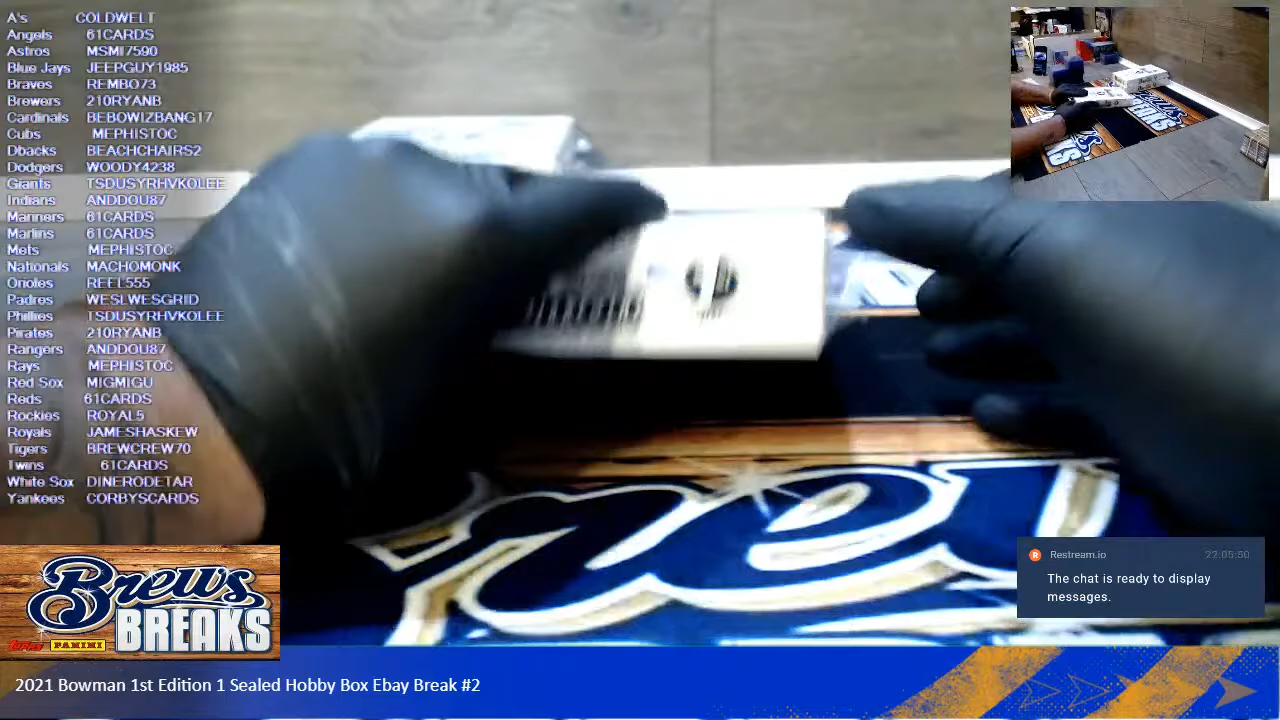 A's COLDWELT
Angels 61CARDS
Astros MSMI7590
Blue Jays JEEPGUY1985
Braves REMBO73
Brewers 210RYANB
Cardinals BEBOWIZBANG17
Cubs MEPHISTOC
Dbacks BEACHCHAIRS2
Dodgers WOODY4238
Giants TSDUSYRHVKOLEE
Indians ANDDOU87
Mariners 61CARDS
Marlins 61CARDS
Mets MEPHISTOC
Nationals MACHOMONK
Orioles REEL555
Padres WESLWESGRID
Phillies TSDUSYRHVKOLEE
Pirates 210RYANB
Rangers ANDDOU87
Rays MEPHISTOC
Red Sox MIGMIGU
Reds 61CARDS
Rockies ROYAL5
Royals JAMESHASKEW
Tigers BREWCREW70
Twins 61CARDS
White Sox DINERODETAR
Yankees CORBYSCARDS
BREAKS
Restream.io 22:05:50
The chat is ready to display
messages.
Brews
BREAKS
topps PANINI
2021 Bowman 1st Edition 1 Sealed Hobby Box Ebay Break #2